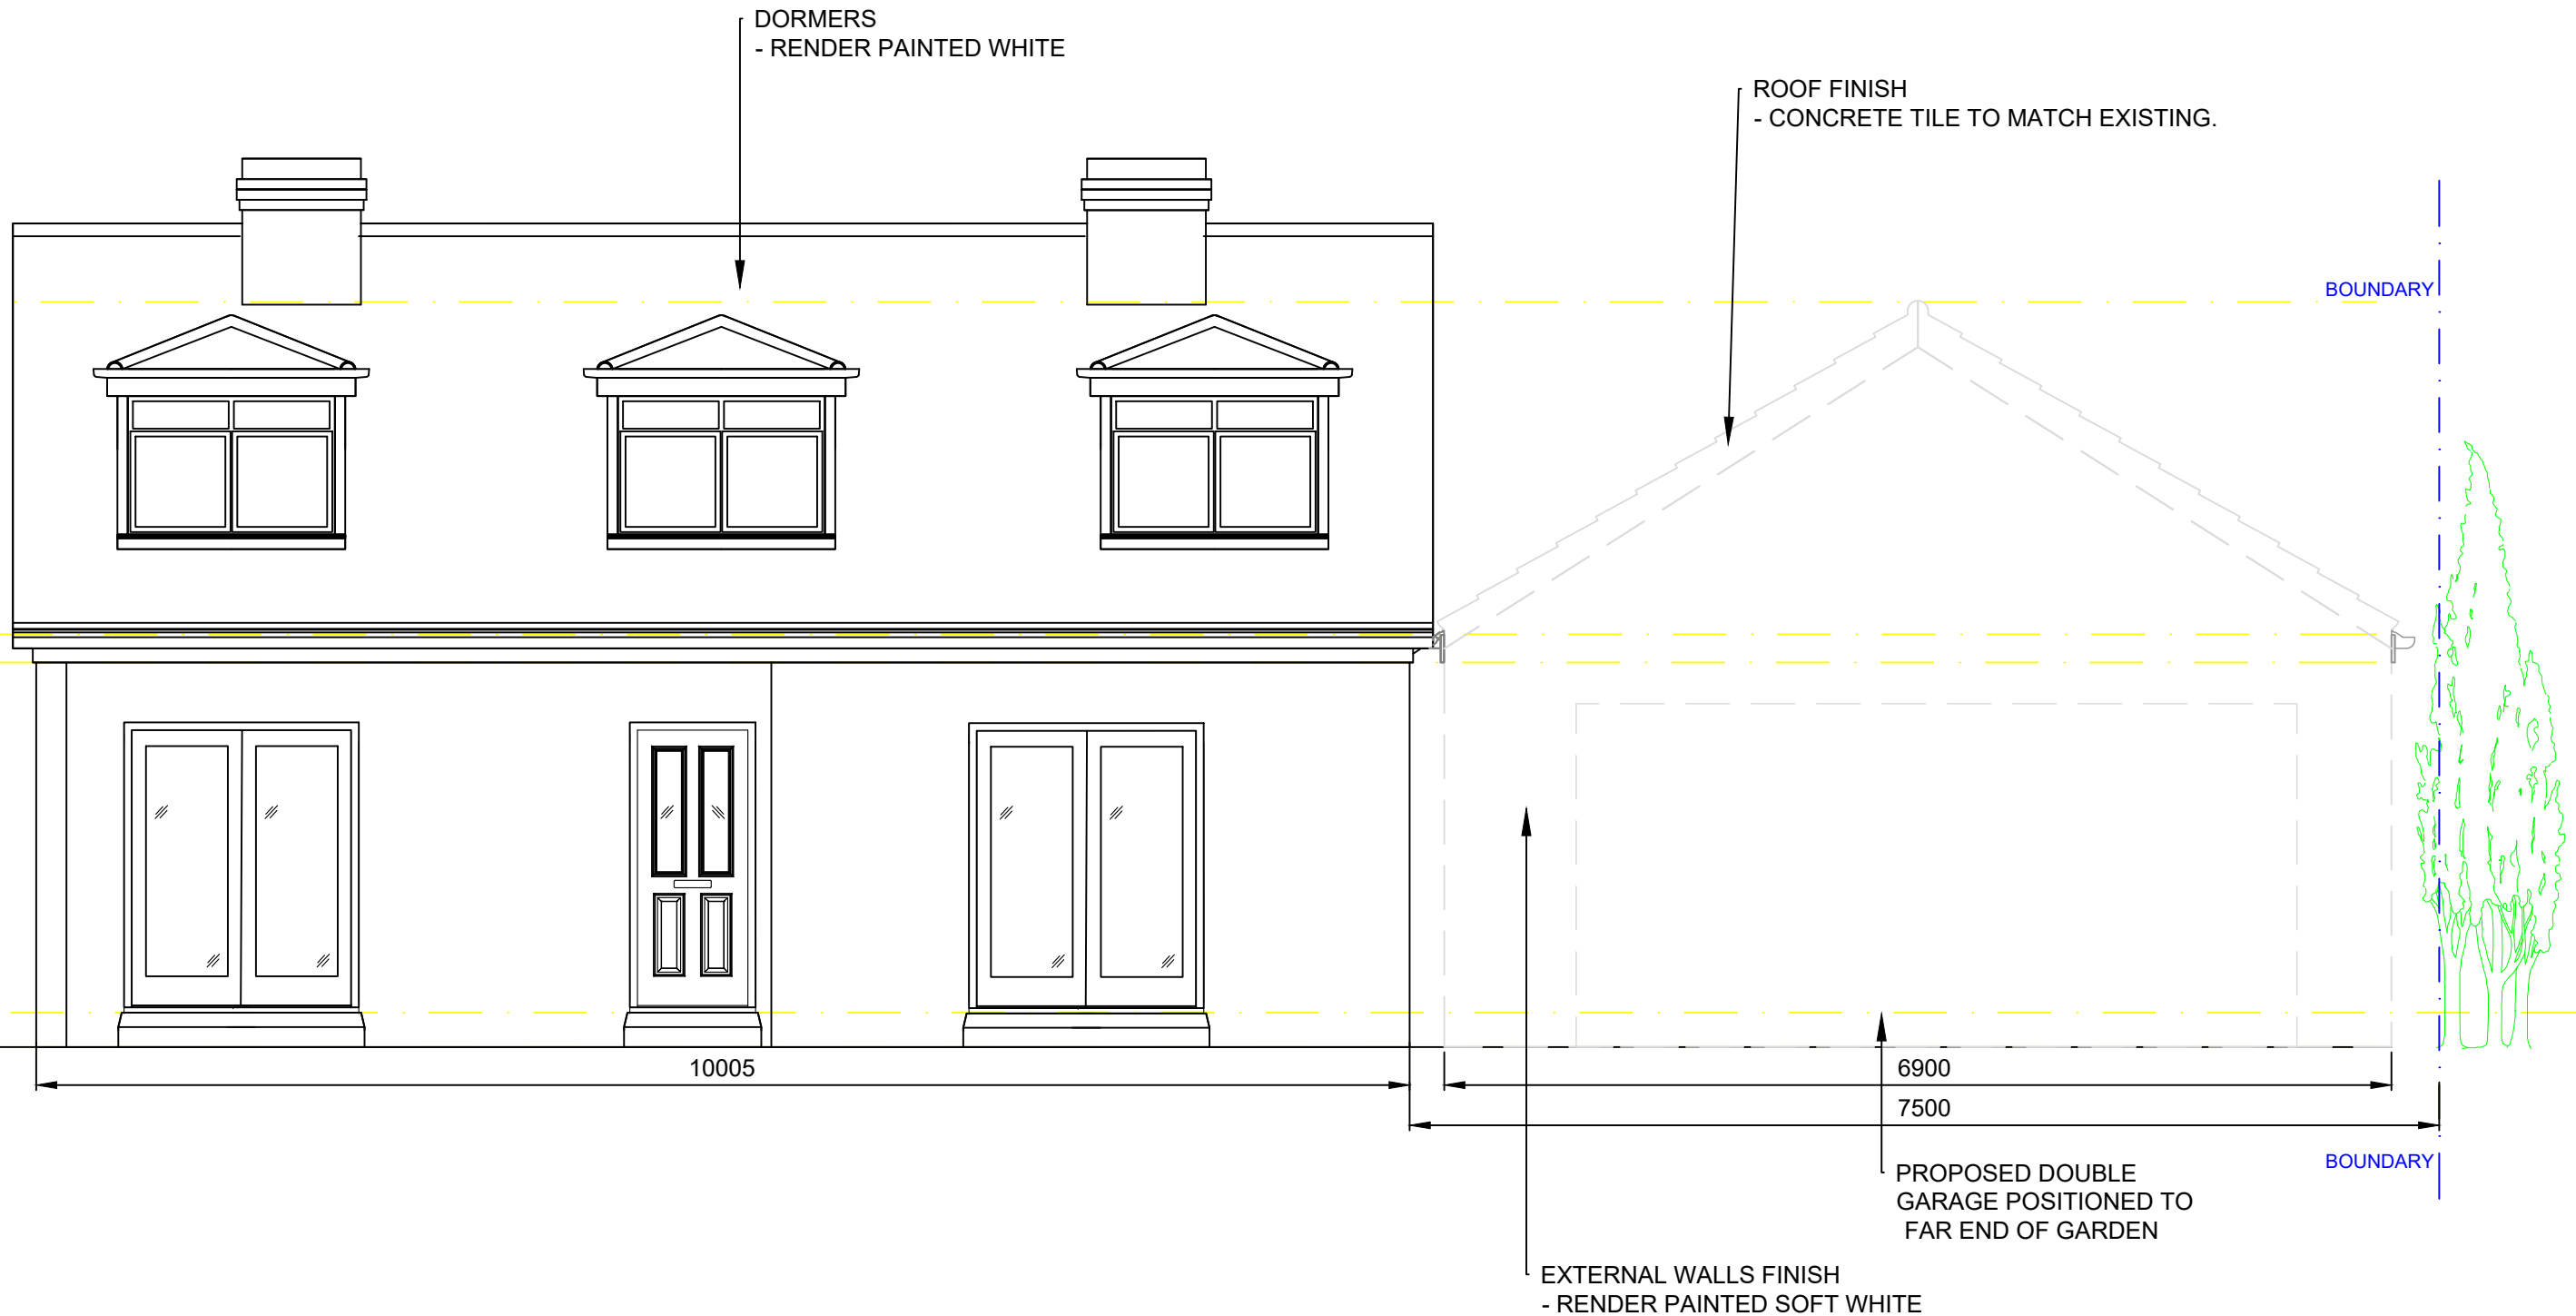 DORMERS
- RENDER PAINTED WHITE
ROOF FINISH
- CONCRETE TILE TO MATCH EXISTING.
BOUNDARY
10005
6900
7500
BOUNDARY
PROPOSED DOUBLE
GARAGE POSITIONED TO
FAR END OF GARDEN
EXTERNAL WALLS FINISH
- RENDER PAINTED SOFT WHITE